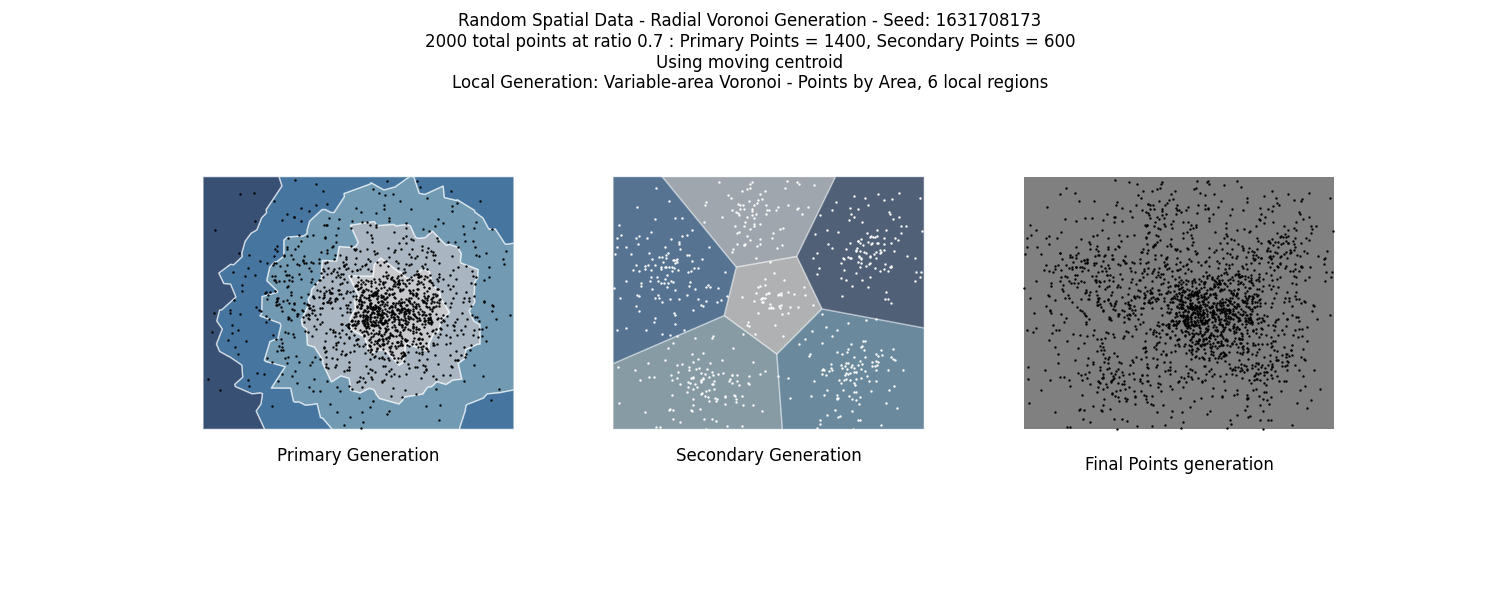 Random Spatial Data - Radial Voronoi Generation - Seed: 1631708173
2000 total points at ratio 0.7 : Primary Points = 1400, Secondary Points = 600
Using moving centroid
Local Generation: Variable-area Voronoi - Points by Area, 6 local regions
Primary Generation
Secondary Generation
Final Points generation